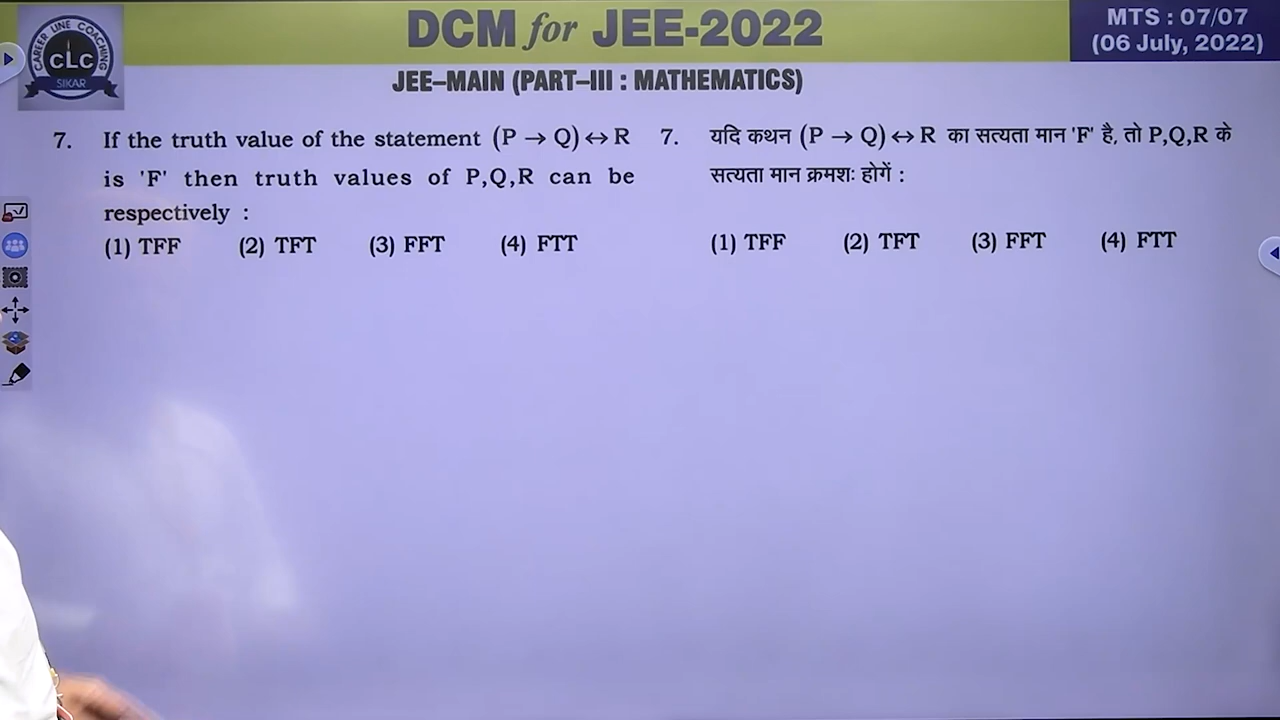 CAREER LINE COACHING
CLC
SIKAR
DCM for JEE-2022
MTS : 07/07
(06 July, 2022)
JEE–MAIN (PART–III : MATHEMATICS)
7. If the truth value of the statement (P → Q) ↔ R
is 'F' then truth values of P,Q,R can be
respectively :
(1) TFF (2) TFT (3) FFT (4) FTT
7. यदि कथन (P → Q) ↔ R का सत्यता मान 'F' है, तो P,Q,R के
सत्यता मान क्रमशः होगें :
(1) TFF (2) TFT (3) FFT (4) FTT